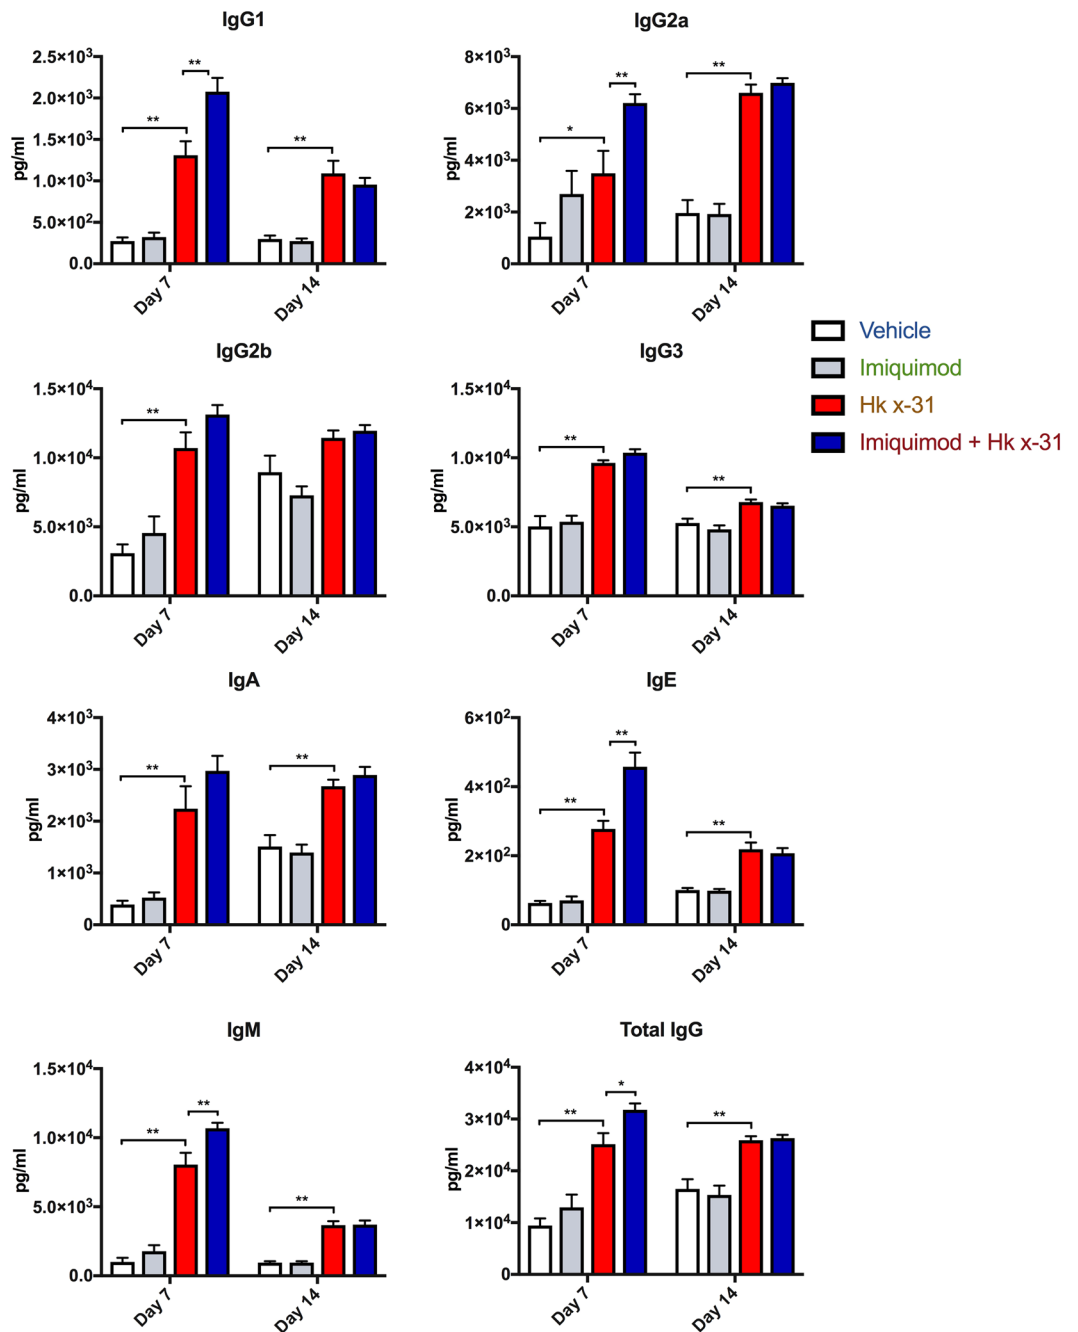 IgG1
pg/ml
2.5×10³
2.0×10³
1.5×10³
1.0×10³
5.0×10²
0.0
**
**
**
Day 7
Day 14
IgG2a
pg/ml
8×10³
6×10³
4×10³
2×10³
0
*
**
**
Day 7
Day 14
Vehicle
Imiquimod
Hk x-31
Imiquimod + Hk x-31
IgG2b
pg/ml
1.5×10⁴
1.0×10⁴
5.0×10³
0.0
**
Day 7
Day 14
IgG3
pg/ml
1.5×10⁴
1.0×10⁴
5.0×10³
0.0
**
**
Day 7
Day 14
IgA
pg/ml
4×10³
3×10³
2×10³
1×10³
0
**
**
Day 7
Day 14
IgE
pg/ml
6×10²
4×10²
2×10²
0
**
**
**
Day 7
Day 14
IgM
pg/ml
1.5×10⁴
1.0×10⁴
5.0×10³
0.0
**
**
**
Day 7
Day 14
Total IgG
pg/ml
4×10⁴
3×10⁴
2×10⁴
1×10⁴
0
**
*
**
Day 7
Day 14